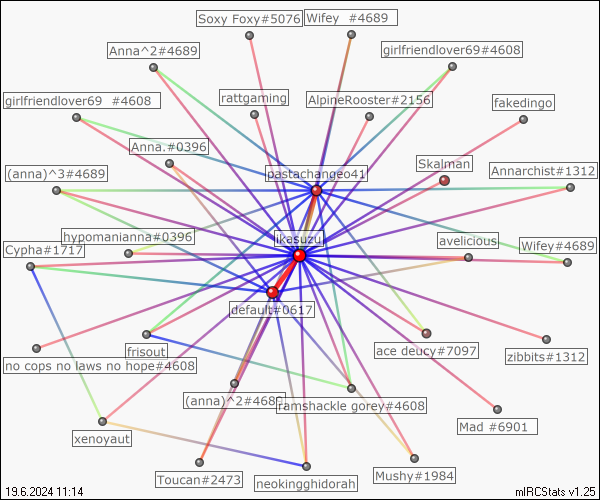 Soxy Foxy#5076
Wifey  #4689
Anna^2#4689
girlfriendlover69#4608
girlfriendlover69  #4608
rattgaming
AlpineRooster#2156
fakedingo
Anna.#0396
pastachangeo41
Skalman
(anna)^3#4689
Annarchist#1312
hypomanianna#0396
ikasuzu
avelicious
Cypha#1717
Wifey#4689
default#0617
frisout
ace deucy#7097
zibbits#1312
no cops no laws no hope#4608
(anna)^2#4689
ramshackle gorey#4608
Mad #6901
xenoyaut
Toucan#2473
neokingghidorah
Mushy#1984
19.6.2024 11:14
mIRCStats v1.25